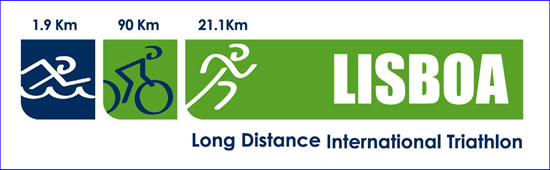 1.9 Km 90 Km 21.1Km
LISBOA
Long Distance International Triathlon